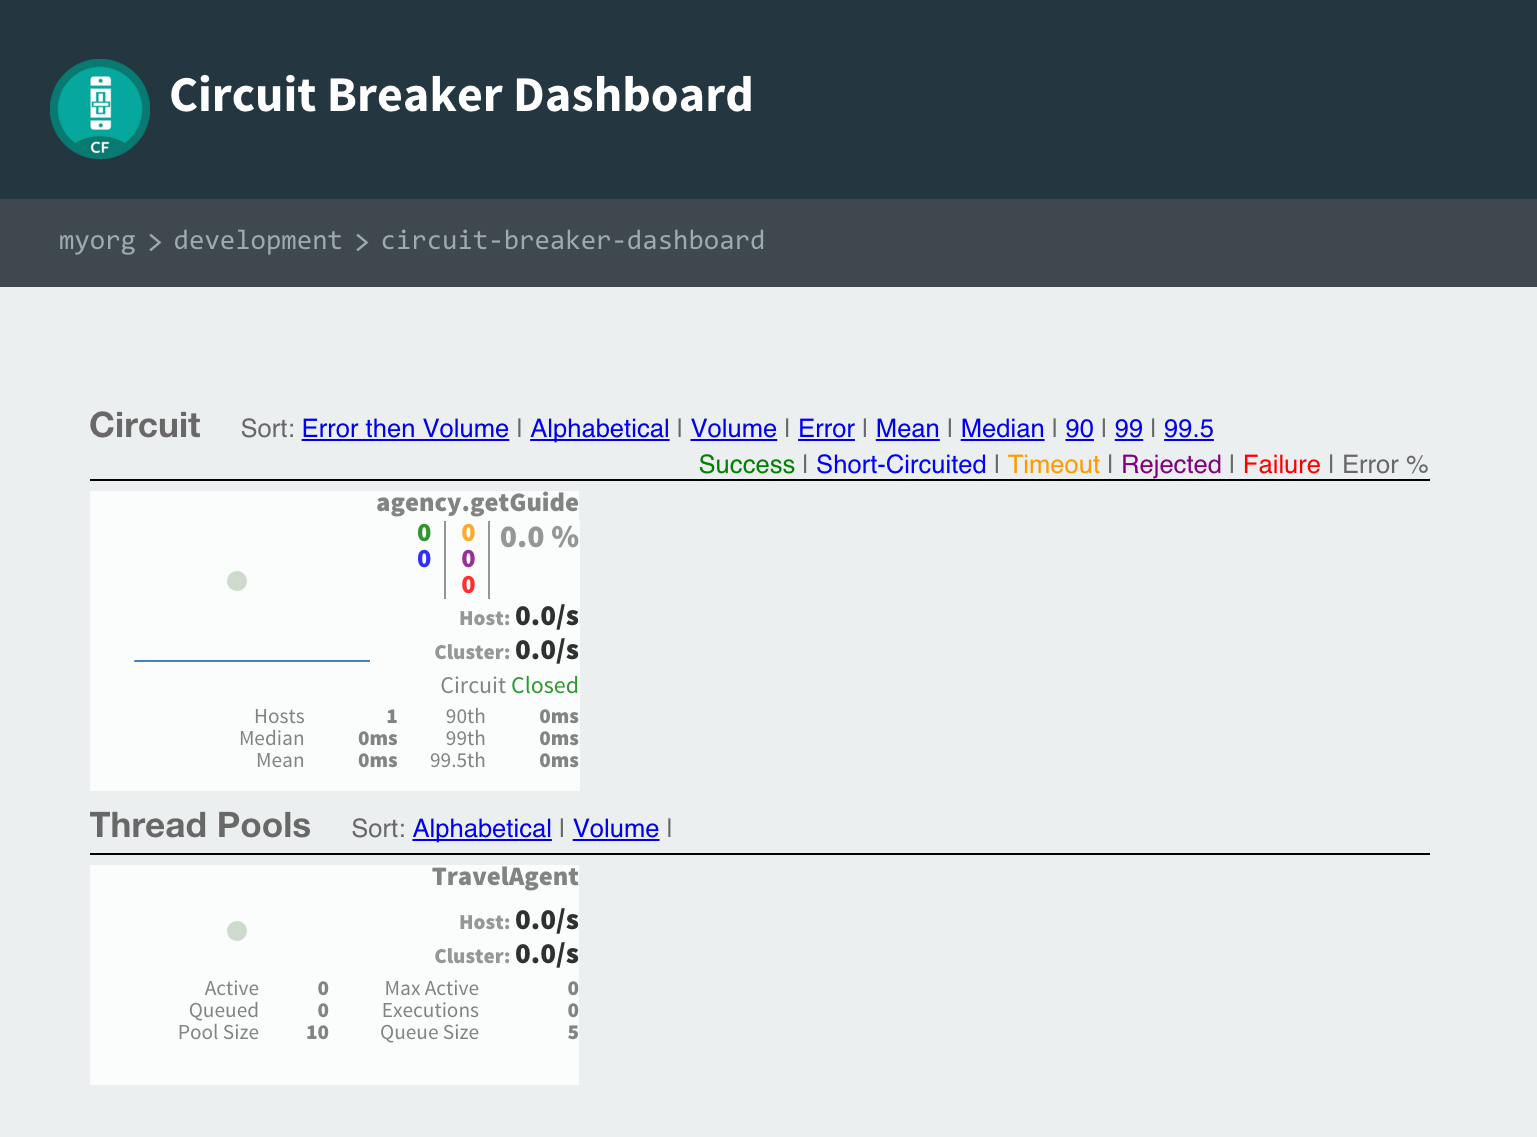 Circuit Breaker Dashboard
CF
myorg > development > circuit-breaker-dashboard
Circuit Sort: Error then Volume | Alphabetical | Volume | Error | Mean | Median | 90 | 99 | 99.5
Success | Short-Circuited | Timeout | Rejected | Failure | Error %
agency.getGuide
0 0 0.0 %
0 0
0
Host: 0.0/s
Cluster: 0.0/s
Circuit Closed
Hosts 1 90th 0ms
Median 0ms 99th 0ms
Mean 0ms 99.5th 0ms
Thread Pools Sort: Alphabetical | Volume |
TravelAgent
Host: 0.0/s
Cluster: 0.0/s
Active 0 Max Active 0
Queued 0 Executions 0
Pool Size 10 Queue Size 5